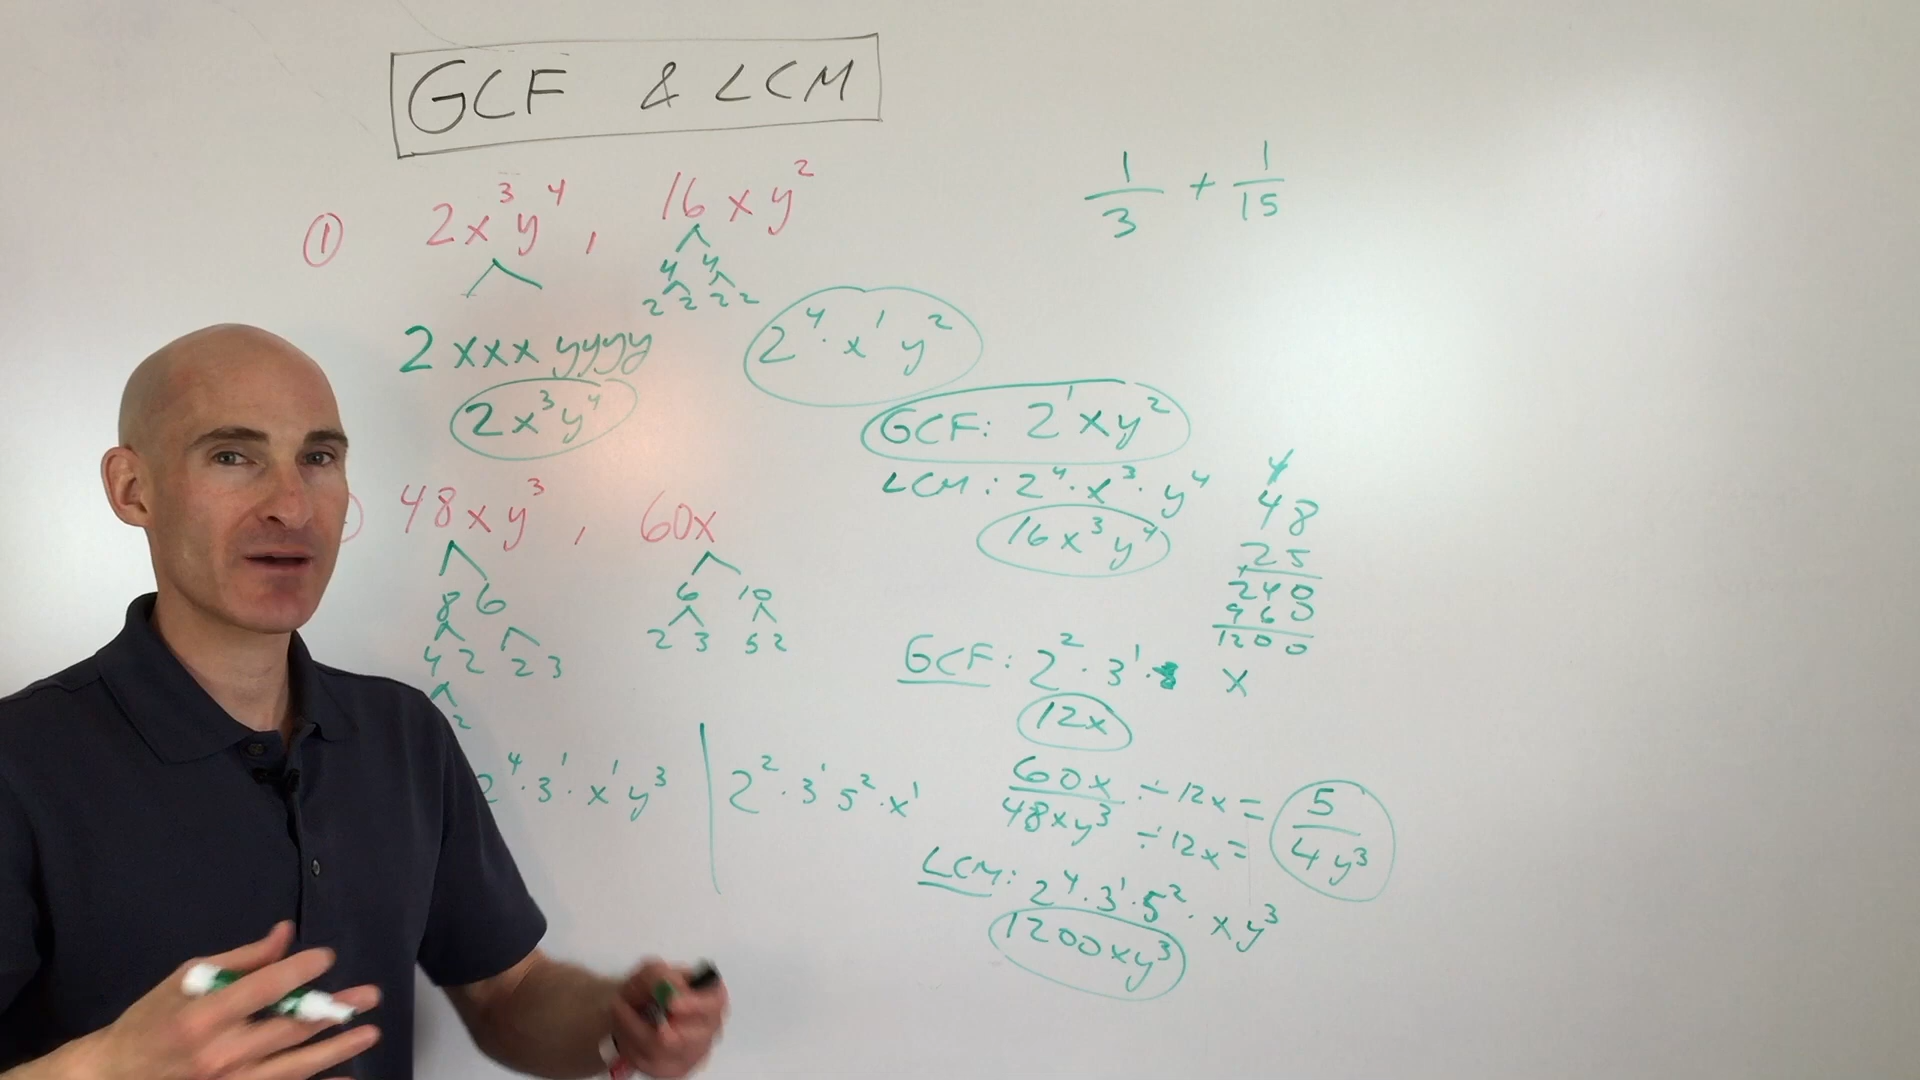 GCF & LCM
① 2x³y⁴ , 16xy²
4 4
2 2 2 2
2xxxyyyy
2x³y⁴
2⁴·x¹y²
GCF: 2¹xy²
LCM: 2⁴·x³·y⁴
16x³y⁴
1/3 + 1/15
48xy³ , 60x
8 6
4 2 2 3
2
6 10
2 3 5 2
2⁴·3¹·x¹y³ | 2²·3¹5²·x¹
4
48
25
240
960
1200
GCF: 2²·3¹· x
12x
60x ÷ 12x = 5
48xy³ ÷ 12x = 4y³
LCM: 2⁴·3¹·5²·xy³
1200xy³